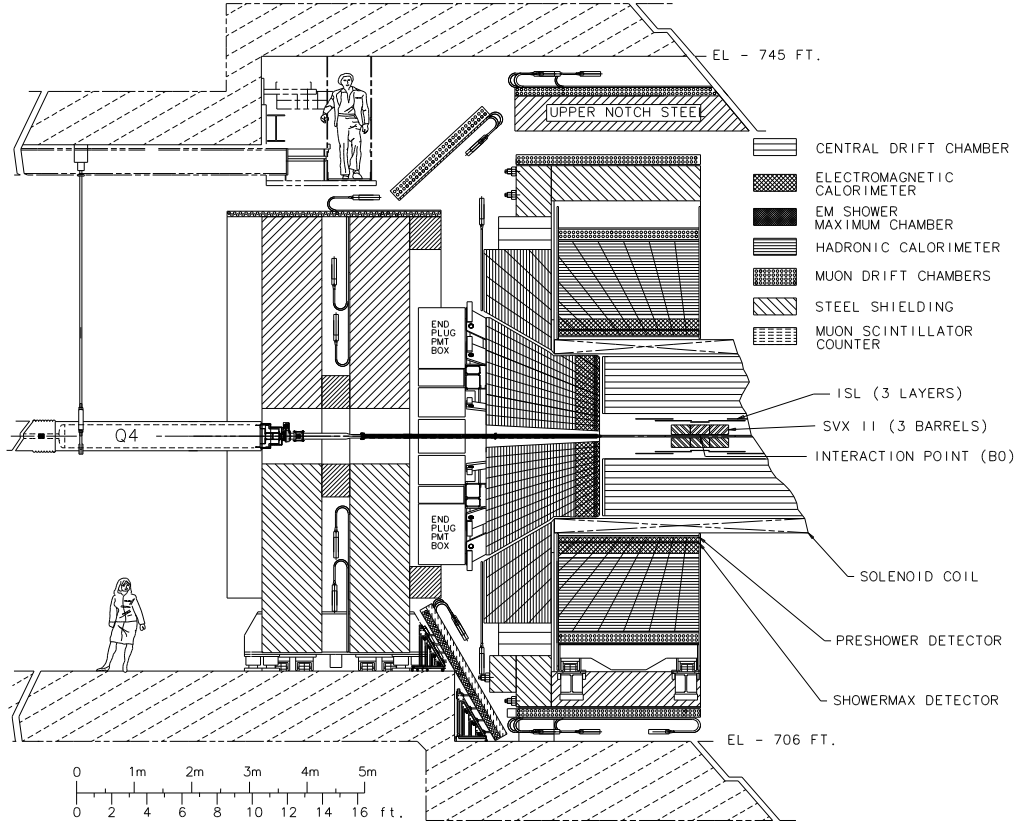 EL - 745 FT.
UPPER NOTCH STEEL
CENTRAL DRIFT CHAMBER
ELECTROMAGNETIC
CALORIMETER
EM SHOWER
MAXIMUM CHAMBER
HADRONIC CALORIMETER
MUON DRIFT CHAMBERS
STEEL SHIELDING
MUON SCINTILLATOR
COUNTER
END
PLUG
PMT
BOX
ISL (3 LAYERS)
SVX II (3 BARRELS)
INTERACTION POINT (B0)
Q4
END
PLUG
PMT
BOX
SOLENOID COIL
PRESHOWER DETECTOR
SHOWERMAX DETECTOR
EL - 706 FT.
0 1m 2m 3m 4m 5m
0 2 4 6 8 10 12 14 16 ft.